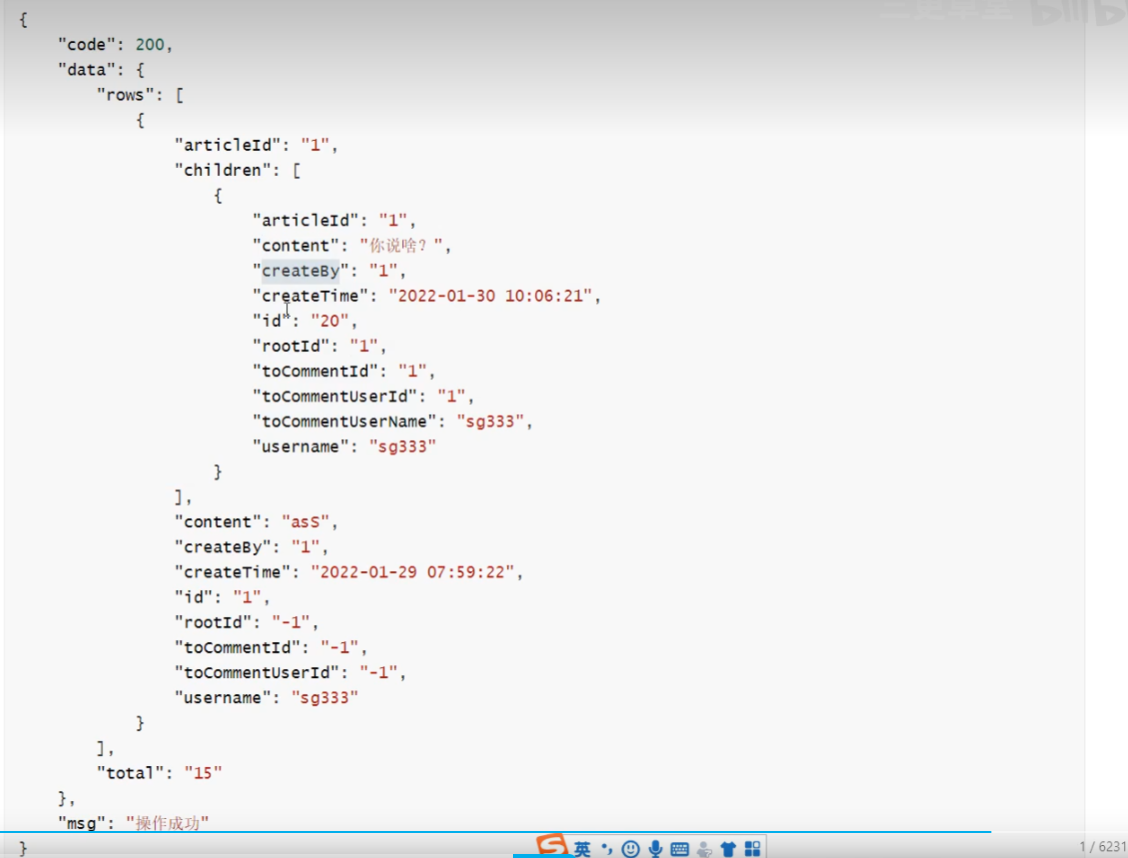 {
    "code": 200,
    "data": {
        "rows": [
            {
                "articleId": "1",
                "children": [
                    {
                        "articleId": "1",
                        "content": "你说啥？",
                        "createBy": "1",
                        "createTime": "2022-01-30 10:06:21",
                        "id": "20",
                        "rootId": "1",
                        "toCommentId": "1",
                        "toCommentUserId": "1",
                        "toCommentUserName": "sg333",
                        "username": "sg333"
                    }
                ],
                "content": "asS",
                "createBy": "1",
                "createTime": "2022-01-29 07:59:22",
                "id": "1",
                "rootId": "-1",
                "toCommentId": "-1",
                "toCommentUserId": "-1",
                "username": "sg333"
            }
        ],
        "total": "15"
    },
    "msg": "操作成功"
}
英
1 / 6231